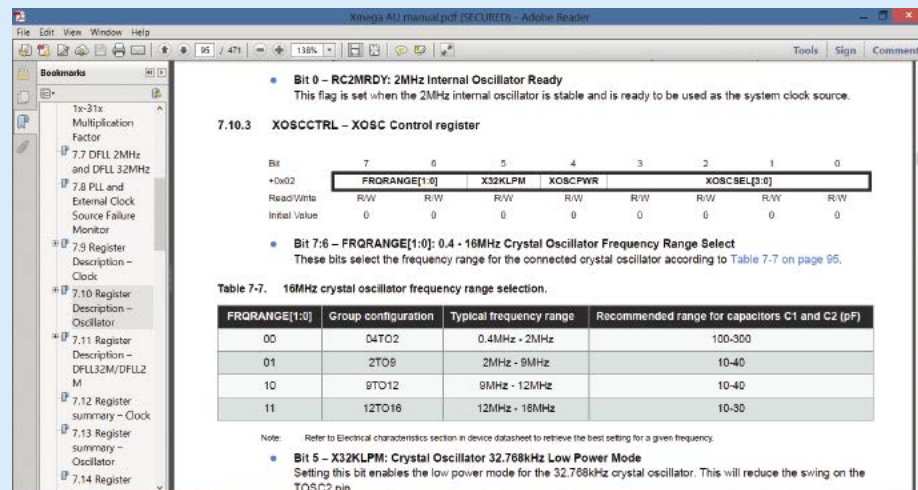 Xmega AU manual.pdf (SECURED) - Adobe Reader
File Edit View Window Help
95 / 471 138% Tools Sign Comment
Bookmarks
1x-31x
Multiplication
Factor
7.7 DFLL 2MHz
and DFLL 32MHz
7.8 PLL and
External Clock
Source Failure
Monitor
7.9 Register
Description –
Clock
7.10 Register
Description –
Oscillator
7.11 Register
Description –
DFLL32M/DFLL2
M
7.12 Register
summary – Clock
7.13 Register
summary –
Oscillator
7.14 Register
Bit 0 – RC2MRDY: 2MHz Internal Oscillator Ready
This flag is set when the 2MHz internal oscillator is stable and is ready to be used as the system clock source.
7.10.3 XOSCCTRL – XOSC Control register
Bit 7 6 5 4 3 2 1 0
+0x02 FRQRANGE[1:0] X32KLPM XOSCPWR XOSCSEL[3:0]
Read/Write R/W R/W R/W R/W R/W R/W R/W R/W
Initial Value 0 0 0 0 0 0 0 0
Bit 7:6 – FRQRANGE[1:0]: 0.4 - 16MHz Crystal Oscillator Frequency Range Select
These bits select the frequency range for the connected crystal oscillator according to Table 7-7 on page 95.
Table 7-7. 16MHz crystal oscillator frequency range selection.
FRQRANGE[1:0] Group configuration Typical frequency range Recommended range for capacitors C1 and C2 (pF)
00 04TO2 0.4MHz - 2MHz 100-300
01 2TO9 2MHz - 9MHz 10-40
10 9TO12 9MHz - 12MHz 10-40
11 12TO16 12MHz - 16MHz 10-30
Note: Refer to Electrical characteristics section in device datasheet to retrieve the best setting for a given frequency.
Bit 5 – X32KLPM: Crystal Oscillator 32.768kHz Low Power Mode
Setting this bit enables the low power mode for the 32.768kHz crystal oscillator. This will reduce the swing on the
TOSC2 pin.